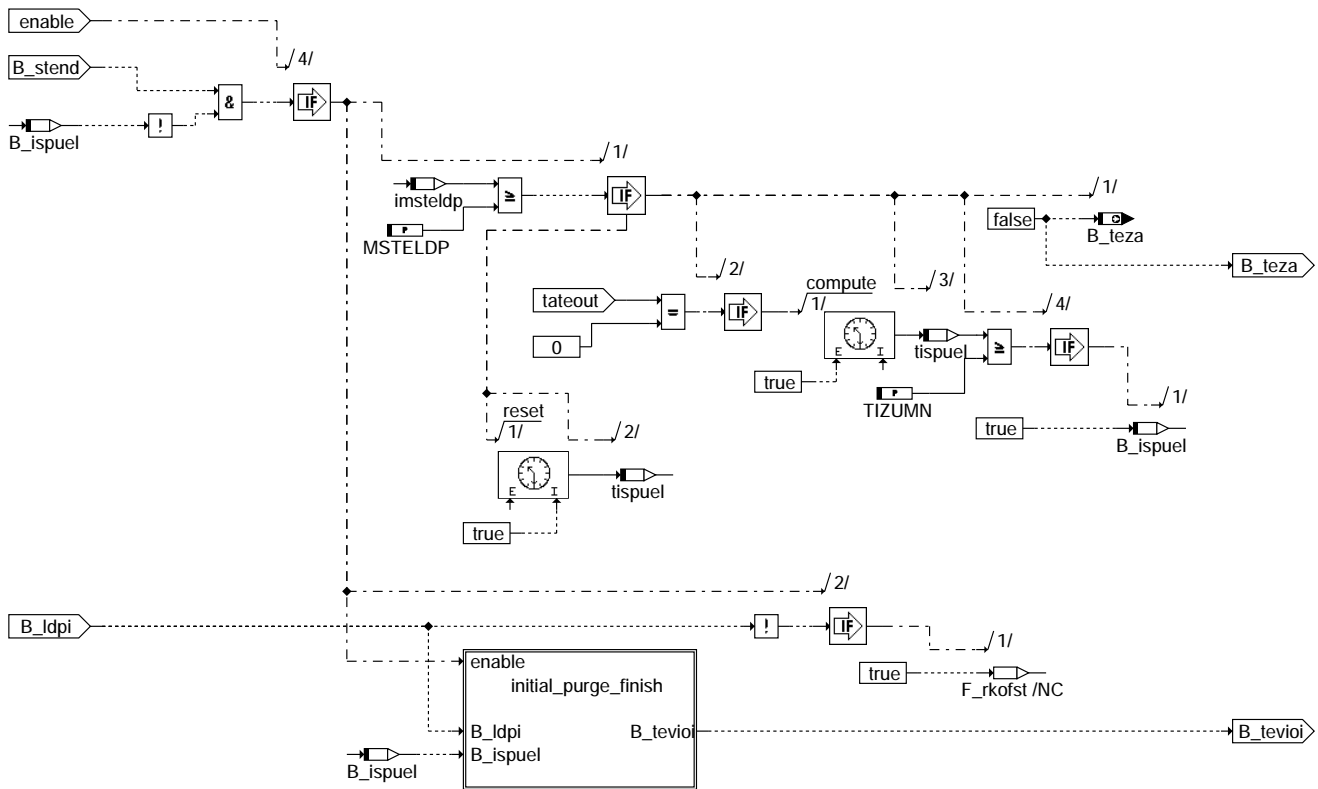 enable
/4/
B_stend
&
IF
B_ispuel
!
/1/
imsteldp
≥
IF
MSTELDP
/1/
false
B_teza
B_teza
/2/
/3/
/4/
tateout
=
IF
compute
1/
0
E I
tispuel
≥
IF
true
P
TIZUMN
/1/
true
B_ispuel
reset
1/
/2/
E I
tispuel
true
/2/
B_ldpi
!
IF
/1/
true
F_rkofst /NC
enable
initial_purge_finish
B_ldpi
B_tevioi
B_tevioi
B_ispuel
B_ispuel